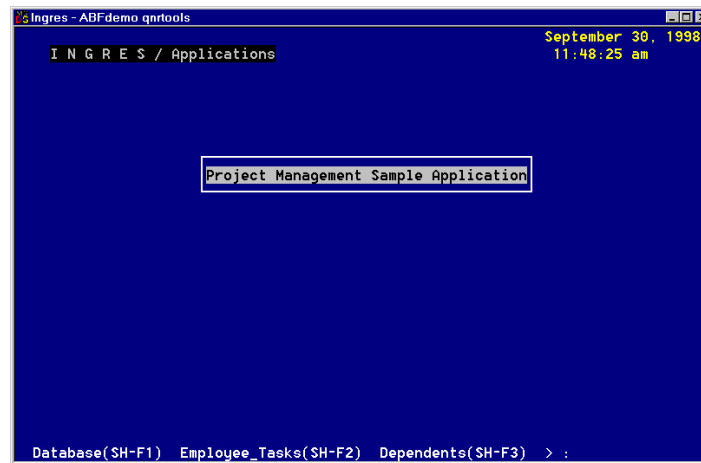 Ingres - ABFdemo qnrtools
September 30, 1998
I N G R E S / Applications
11:48:25 am
Project Management Sample Application
Database(SH-F1) Employee_Tasks(SH-F2) Dependents(SH-F3) > :